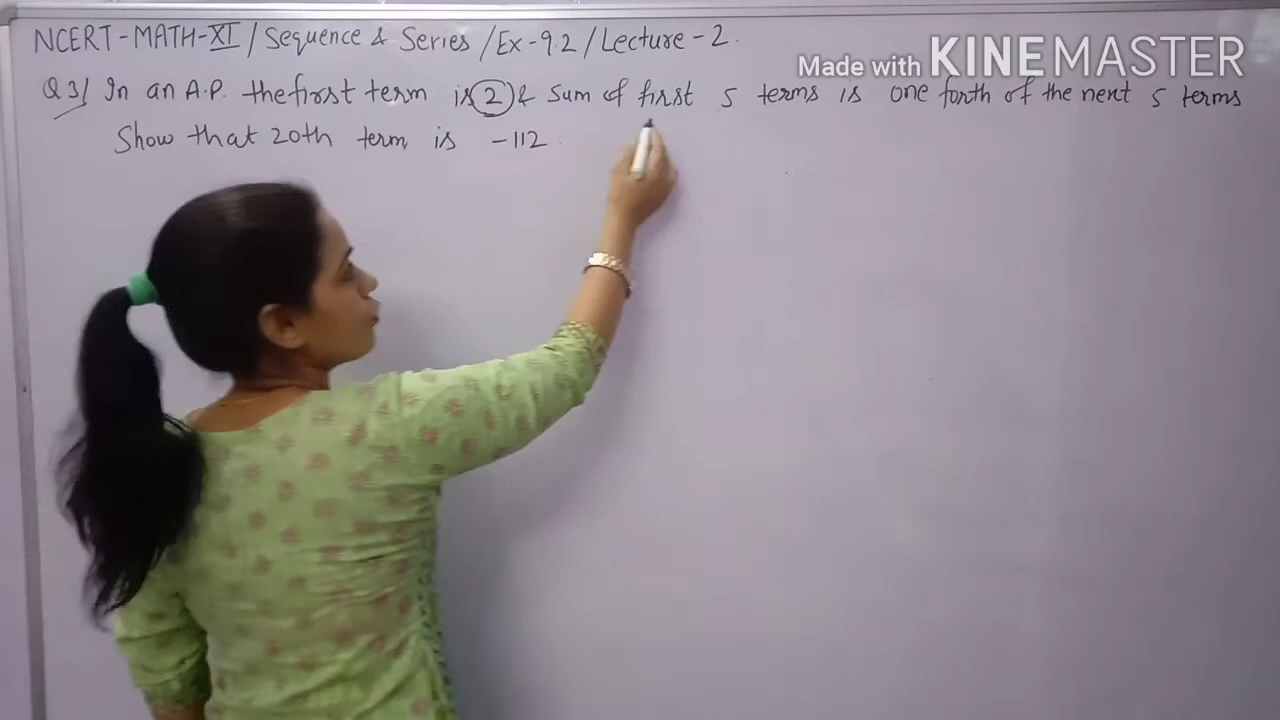 NCERT-MATH-XI / Sequence & Series / Ex-9.2 / Lecture-2.
Made with KINEMASTER
Q 3/ In an A.P. the first term is 2 & sum of first 5 terms is one forth of the next 5 terms
Show that 20th term is -112.